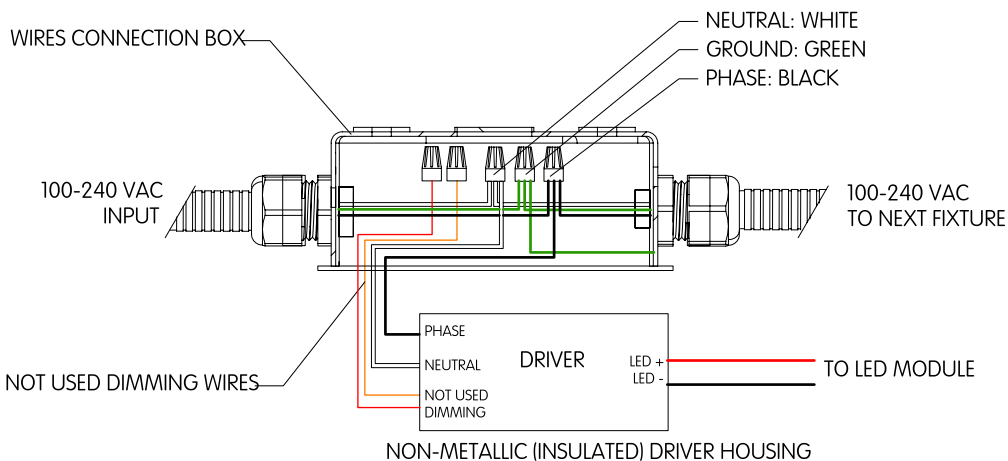 NEUTRAL: WHITE
WIRES CONNECTION BOX
GROUND: GREEN
PHASE: BLACK
100-240 VAC
INPUT
100-240 VAC
TO NEXT FIXTURE
PHASE
NEUTRAL
DRIVER
LED +
LED -
TO LED MODULE
NOT USED DIMMING WIRES
NOT USED
DIMMING
NON-METALLIC (INSULATED) DRIVER HOUSING